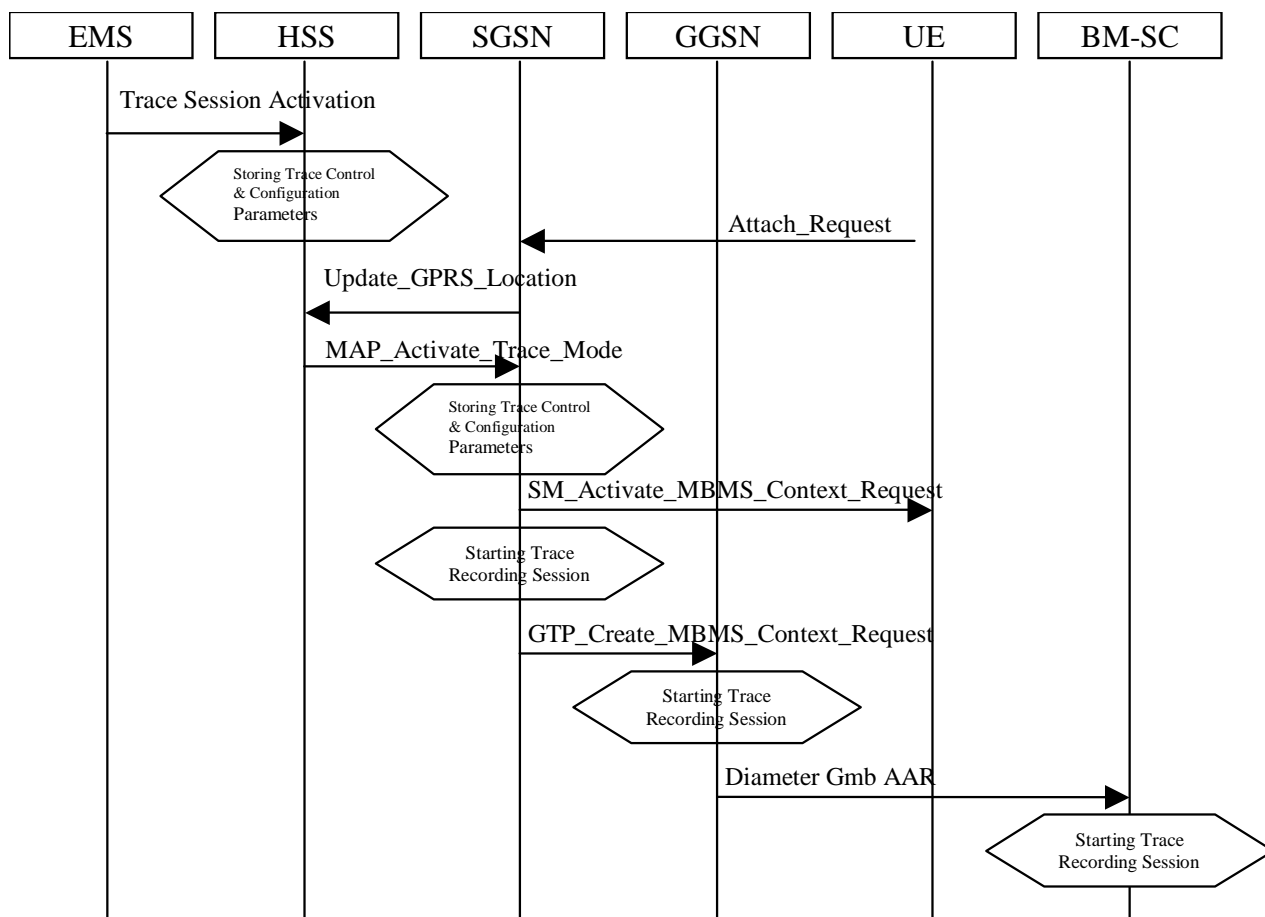 EMS HSS SGSN GGSN UE BM-SC
Trace Session Activation
Storing Trace Control
& Configuration
Parameters
Attach_Request
Update_GPRS_Location
MAP_Activate_Trace_Mode
Storing Trace Control
& Configuration
Parameters
SM_Activate_MBMS_Context_Request
Starting Trace
Recording Session
GTP_Create_MBMS_Context_Request
Starting Trace
Recording Session
Diameter Gmb AAR
Starting Trace
Recording Session